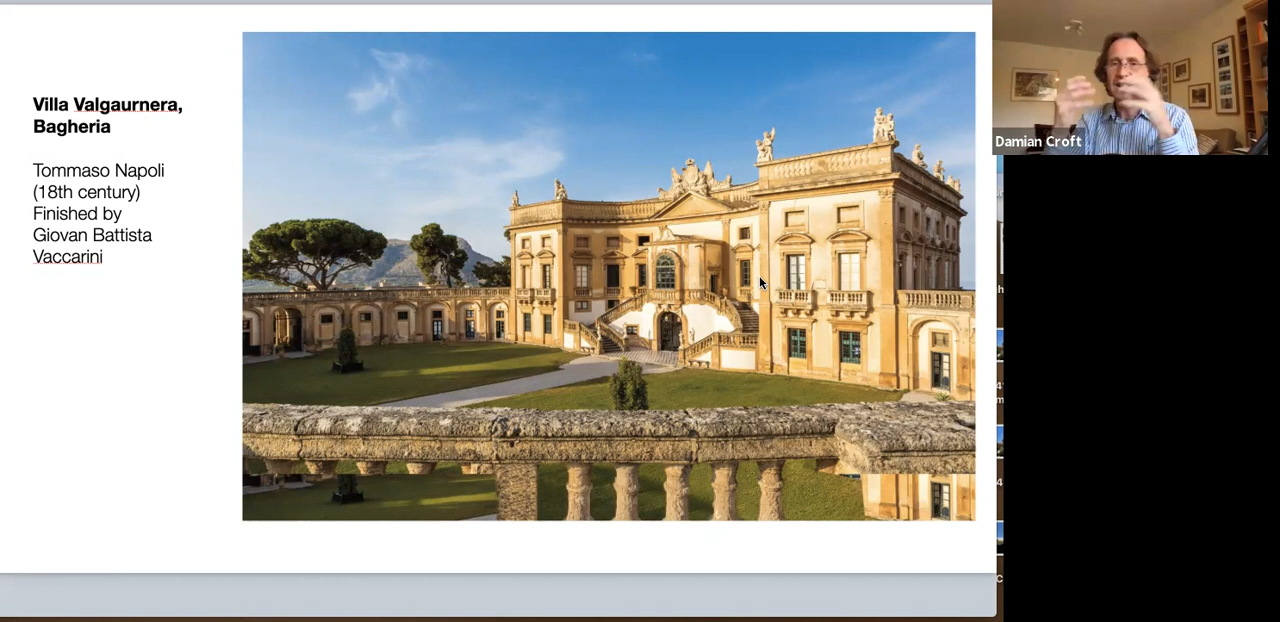 Villa Valgaurnera,
Bagheria
Tommaso Napoli
(18th century)
Finished by
Giovan Battista
Vaccarini
Damian Croft